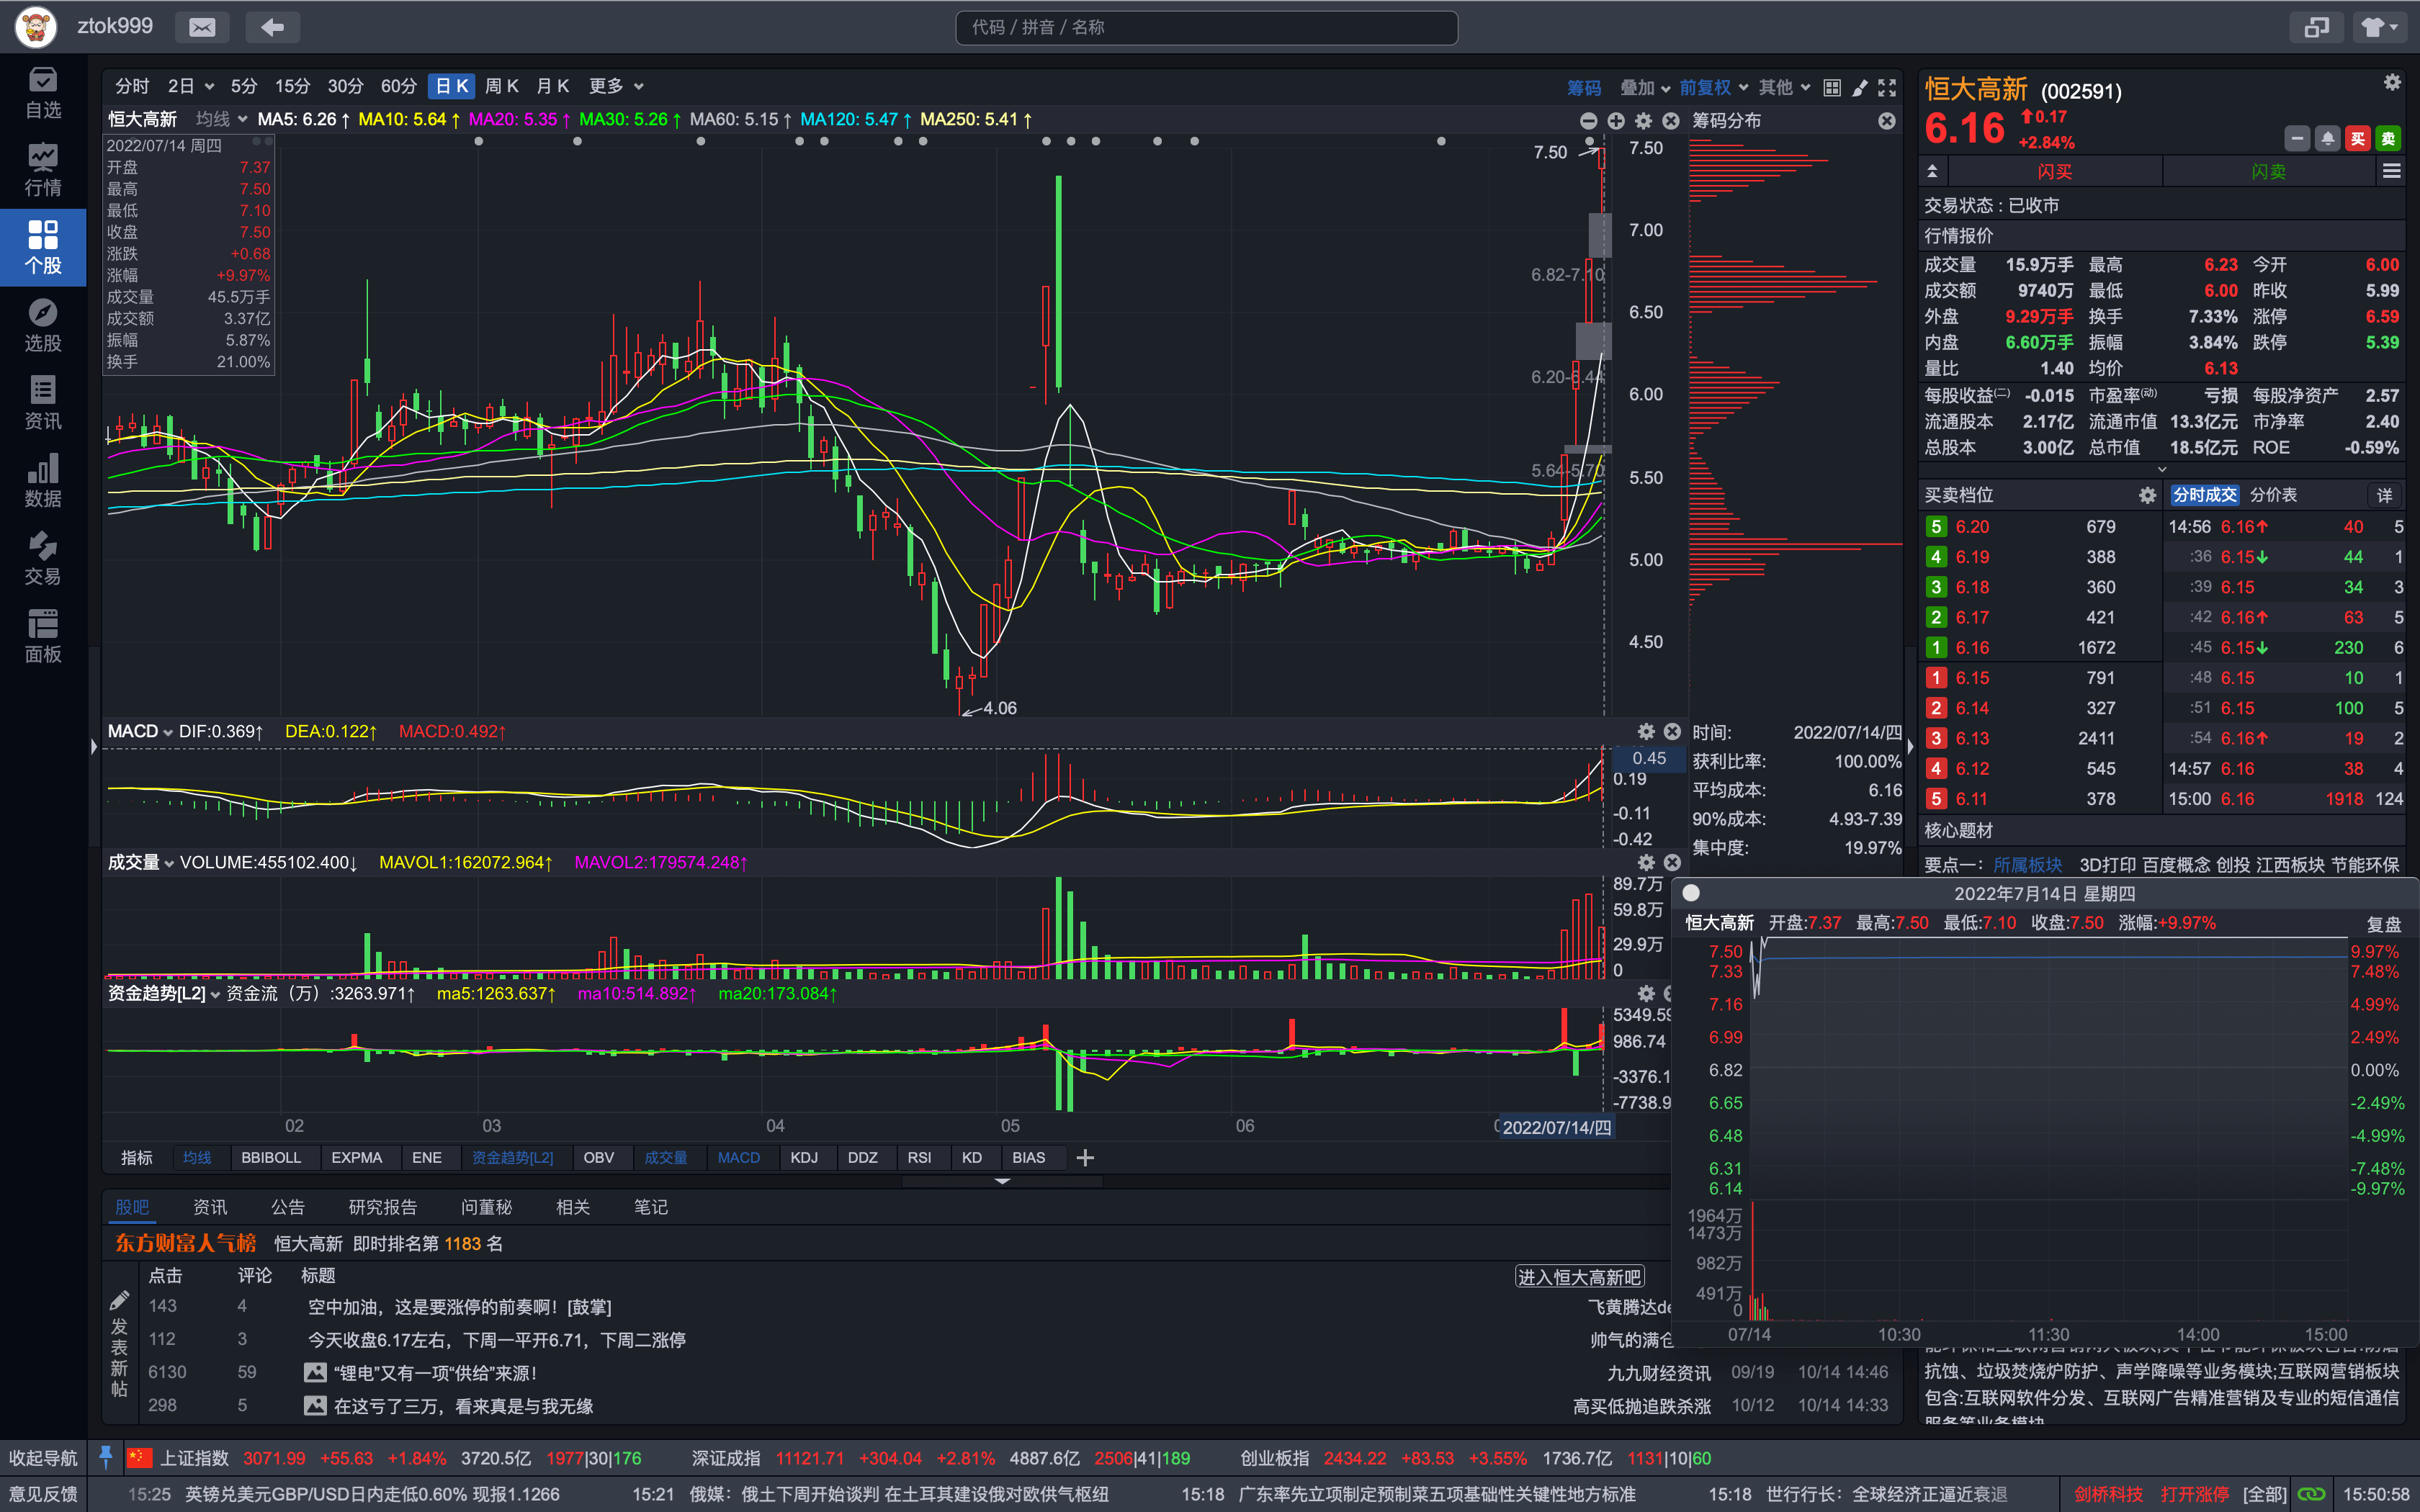 ztok999
代码 / 拼音 / 名称
自选
行情
个股
选股
资讯
数据
交易
面板
分时 2日 5分 15分 30分 60分 日K 周K 月K 更多
筹码 叠加 前复权 其他
恒大高新 均线 MA5: 6.26↑ MA10: 5.64↑ MA20: 5.35↑ MA30: 5.26↑ MA60: 5.15↑ MA120: 5.47↑ MA250: 5.41↑
筹码分布
2022/07/14 周四
开盘 7.37
最高 7.50
最低 7.10
收盘 7.50
涨跌 +0.68
涨幅 +9.97%
成交量 45.5万手
成交额 3.37亿
振幅 5.87%
换手 21.00%
7.50
6.82-7.10
6.20-6.44
5.64-5.70
4.06
7.50
7.00
6.50
6.00
5.50
5.00
4.50
MACD DIF:0.369↑ DEA:0.122↑ MACD:0.492↑
0.45
0.19
-0.11
-0.42
时间: 2022/07/14/四
获利比率: 100.00%
平均成本: 6.16
90%成本: 4.93-7.39
集中度: 19.97%
成交量 VOLUME:455102.400↓ MAVOL1:162072.964↑ MAVOL2:179574.248↑
89.7万
59.8万
29.9万
0
资金趋势[L2] 资金流（万）:3263.971↑ ma5:1263.637↑ ma10:514.892↑ ma20:173.084↑
5349.59
986.74
-3376.1
-7738.9
02 03 04 05 06 2022/07/14/四
指标 均线 BBIBOLL EXPMA ENE 资金趋势[L2] OBV 成交量 MACD KDJ DDZ RSI KD BIAS
股吧 资讯 公告 研究报告 问董秘 相关 笔记
东方财富人气榜 恒大高新 即时排名第 1183 名
点击 评论 标题 进入恒大高新吧
发表新帖
143 4 空中加油，这是要涨停的前奏啊！[鼓掌] 飞黄腾达de
112 3 今天收盘6.17左右，下周一平开6.71，下周二涨停 帅气的满仓
6130 59 “锂电”又有一项“供给”来源！ 九九财经资讯 09/19 10/14 14:46
298 5 在这亏了三万，看来真是与我无缘 高买低抛追跌杀涨 10/12 10/14 14:33
恒大高新 (002591)
6.16 ↑0.17
+2.84%
买 卖
闪买 闪卖
交易状态：已收市
行情报价
成交量 15.9万手 最高 6.23 今开 6.00
成交额 9740万 最低 6.00 昨收 5.99
外盘 9.29万手 换手 7.33% 涨停 6.59
内盘 6.60万手 振幅 3.84% 跌停 5.39
量比 1.40 均价 6.13
每股收益(二) -0.015 市盈率(动) 亏损 每股净资产 2.57
流通股本 2.17亿 流通市值 13.3亿元 市净率 2.40
总股本 3.00亿 总市值 18.5亿元 ROE -0.59%
买卖档位 分时成交 分价表 详
5 6.20 679 14:56 6.16↑ 40 5
4 6.19 388 :36 6.15↓ 44 1
3 6.18 360 :39 6.15 34 3
2 6.17 421 :42 6.16↑ 63 5
1 6.16 1672 :45 6.15↓ 230 6
1 6.15 791 :48 6.15 10 1
2 6.14 327 :51 6.15 100 5
3 6.13 2411 :54 6.16↑ 19 2
4 6.12 545 14:57 6.16 38 4
5 6.11 378 15:00 6.16 1918 124
核心题材
要点一： 所属板块 3D打印 百度概念 创投 江西板块 节能环保
2022年7月14日 星期四
恒大高新 开盘:7.37 最高:7.50 最低:7.10 收盘:7.50 涨幅:+9.97% 复盘
7.50 9.97%
7.33 7.48%
7.16 4.99%
6.99 2.49%
6.82 0.00%
6.65 -2.49%
6.48 -4.99%
6.31 -7.48%
6.14 -9.97%
1964万
1473万
982万
491万
0
07/14 10:30 11:30 14:00 15:00
抗蚀、垃圾焚烧炉防护、声学降噪等业务模块;互联网营销板块
包含:互联网软件分发、互联网广告精准营销及专业的短信通信
服务等业务模块
收起导航 上证指数 3071.99 +55.63 +1.84% 3720.5亿 1977|30|176 深证成指 11121.71 +304.04 +2.81% 4887.6亿 2506|41|189 创业板指 2434.22 +83.53 +3.55% 1736.7亿 1131|10|60
意见反馈 15:25 英镑兑美元GBP/USD日内走低0.60% 现报1.1266 15:21 俄媒：俄土下周开始谈判 在土耳其建设俄对欧供气枢纽 15:18 广东率先立项制定预制菜五项基础性关键性地方标准 15:18 世行行长：全球经济正逼近衰退 剑桥科技 打开涨停 [全部] 15:50:58